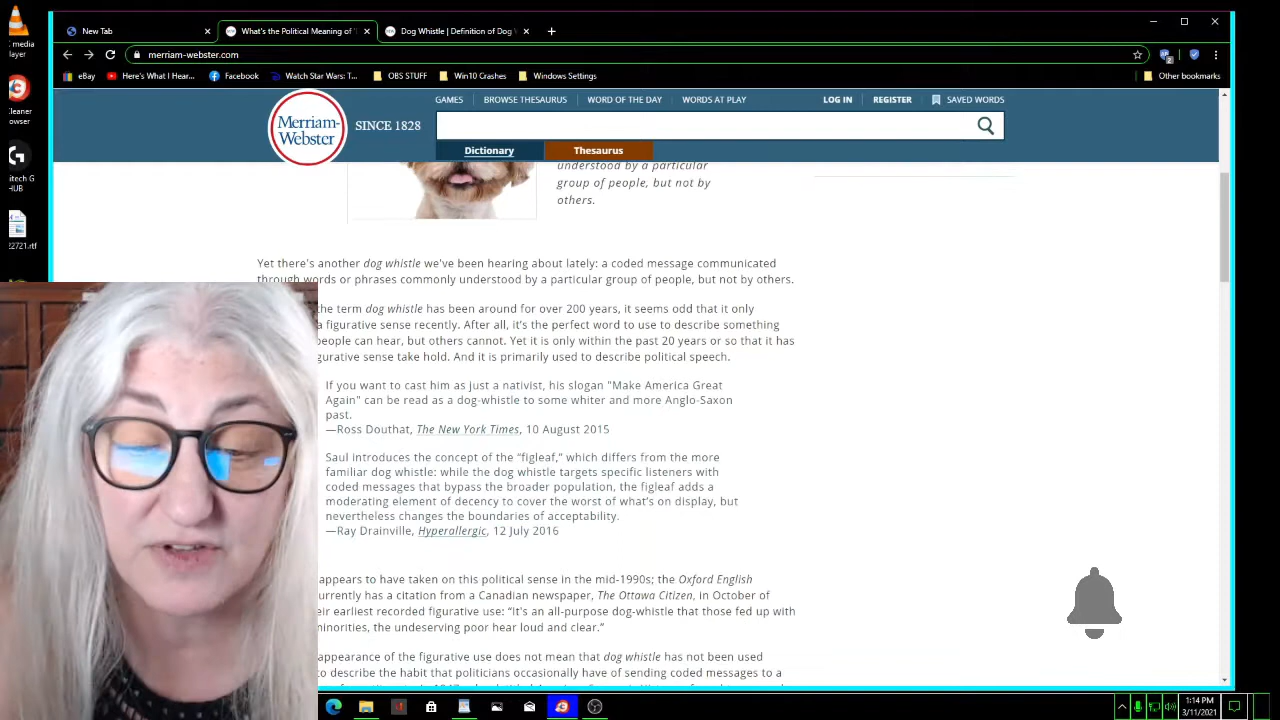 New Tab
What's the Political Meaning of '
Dog Whistle | Definition of Dog
merriam-webster.com
eBay
Here's What I Hear...
Facebook
Watch Star Wars: T...
OBS STUFF
Win10 Crashes
Windows Settings
Other bookmarks
GAMES
BROWSE THESAURUS
WORD OF THE DAY
WORDS AT PLAY
LOG IN
REGISTER
SAVED WORDS
Merriam-
Webster
SINCE 1828
Dictionary
Thesaurus
understood by a particular
group of people, but not by
others.
Yet there's another dog whistle we've been hearing about lately: a coded message communicated
through words or phrases commonly understood by a particular group of people, but not by others.
the term dog whistle has been around for over 200 years, it seems odd that it only
a figurative sense recently. After all, it's the perfect word to use to describe something
people can hear, but others cannot. Yet it is only within the past 20 years or so that it has
gurative sense take hold. And it is primarily used to describe political speech.
If you want to cast him as just a nativist, his slogan "Make America Great
Again" can be read as a dog-whistle to some whiter and more Anglo-Saxon
past.
—Ross Douthat, The New York Times, 10 August 2015
Saul introduces the concept of the "figleaf," which differs from the more
familiar dog whistle: while the dog whistle targets specific listeners with
coded messages that bypass the broader population, the figleaf adds a
moderating element of decency to cover the worst of what's on display, but
nevertheless changes the boundaries of acceptability.
—Ray Drainville, Hyperallergic, 12 July 2016
appears to have taken on this political sense in the mid-1990s; the Oxford English
urrently has a citation from a Canadian newspaper, The Ottawa Citizen, in October of
eir earliest recorded figurative use: "It's an all-purpose dog-whistle that those fed up with
minorities, the undeserving poor hear loud and clear."
appearance of the figurative use does not mean that dog whistle has not been used
to describe the habit that politicians occasionally have of sending coded messages to a
media
layer
Cleaner
rowser
itech G
HUB
22721.rtf
1:14 PM
3/11/2021